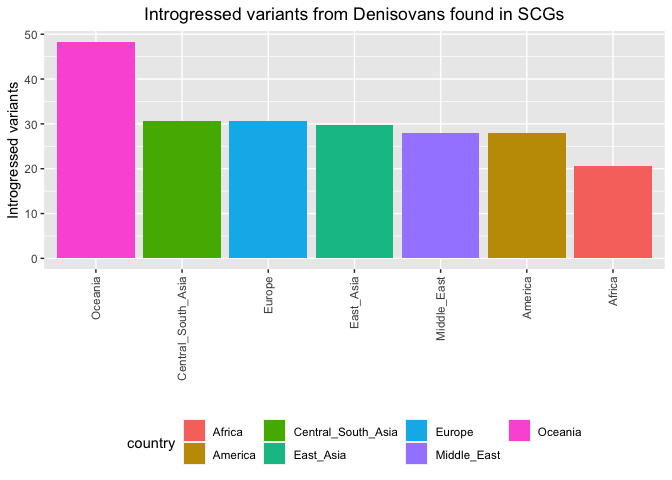 Introgressed variants from Denisovans found in SCGs
Introgressed variants
50
40
30
20
10
0
Oceania
Central_South_Asia
Europe
East_Asia
Middle_East
America
Africa
country
Africa
Central_South_Asia
Europe
Oceania
America
East_Asia
Middle_East